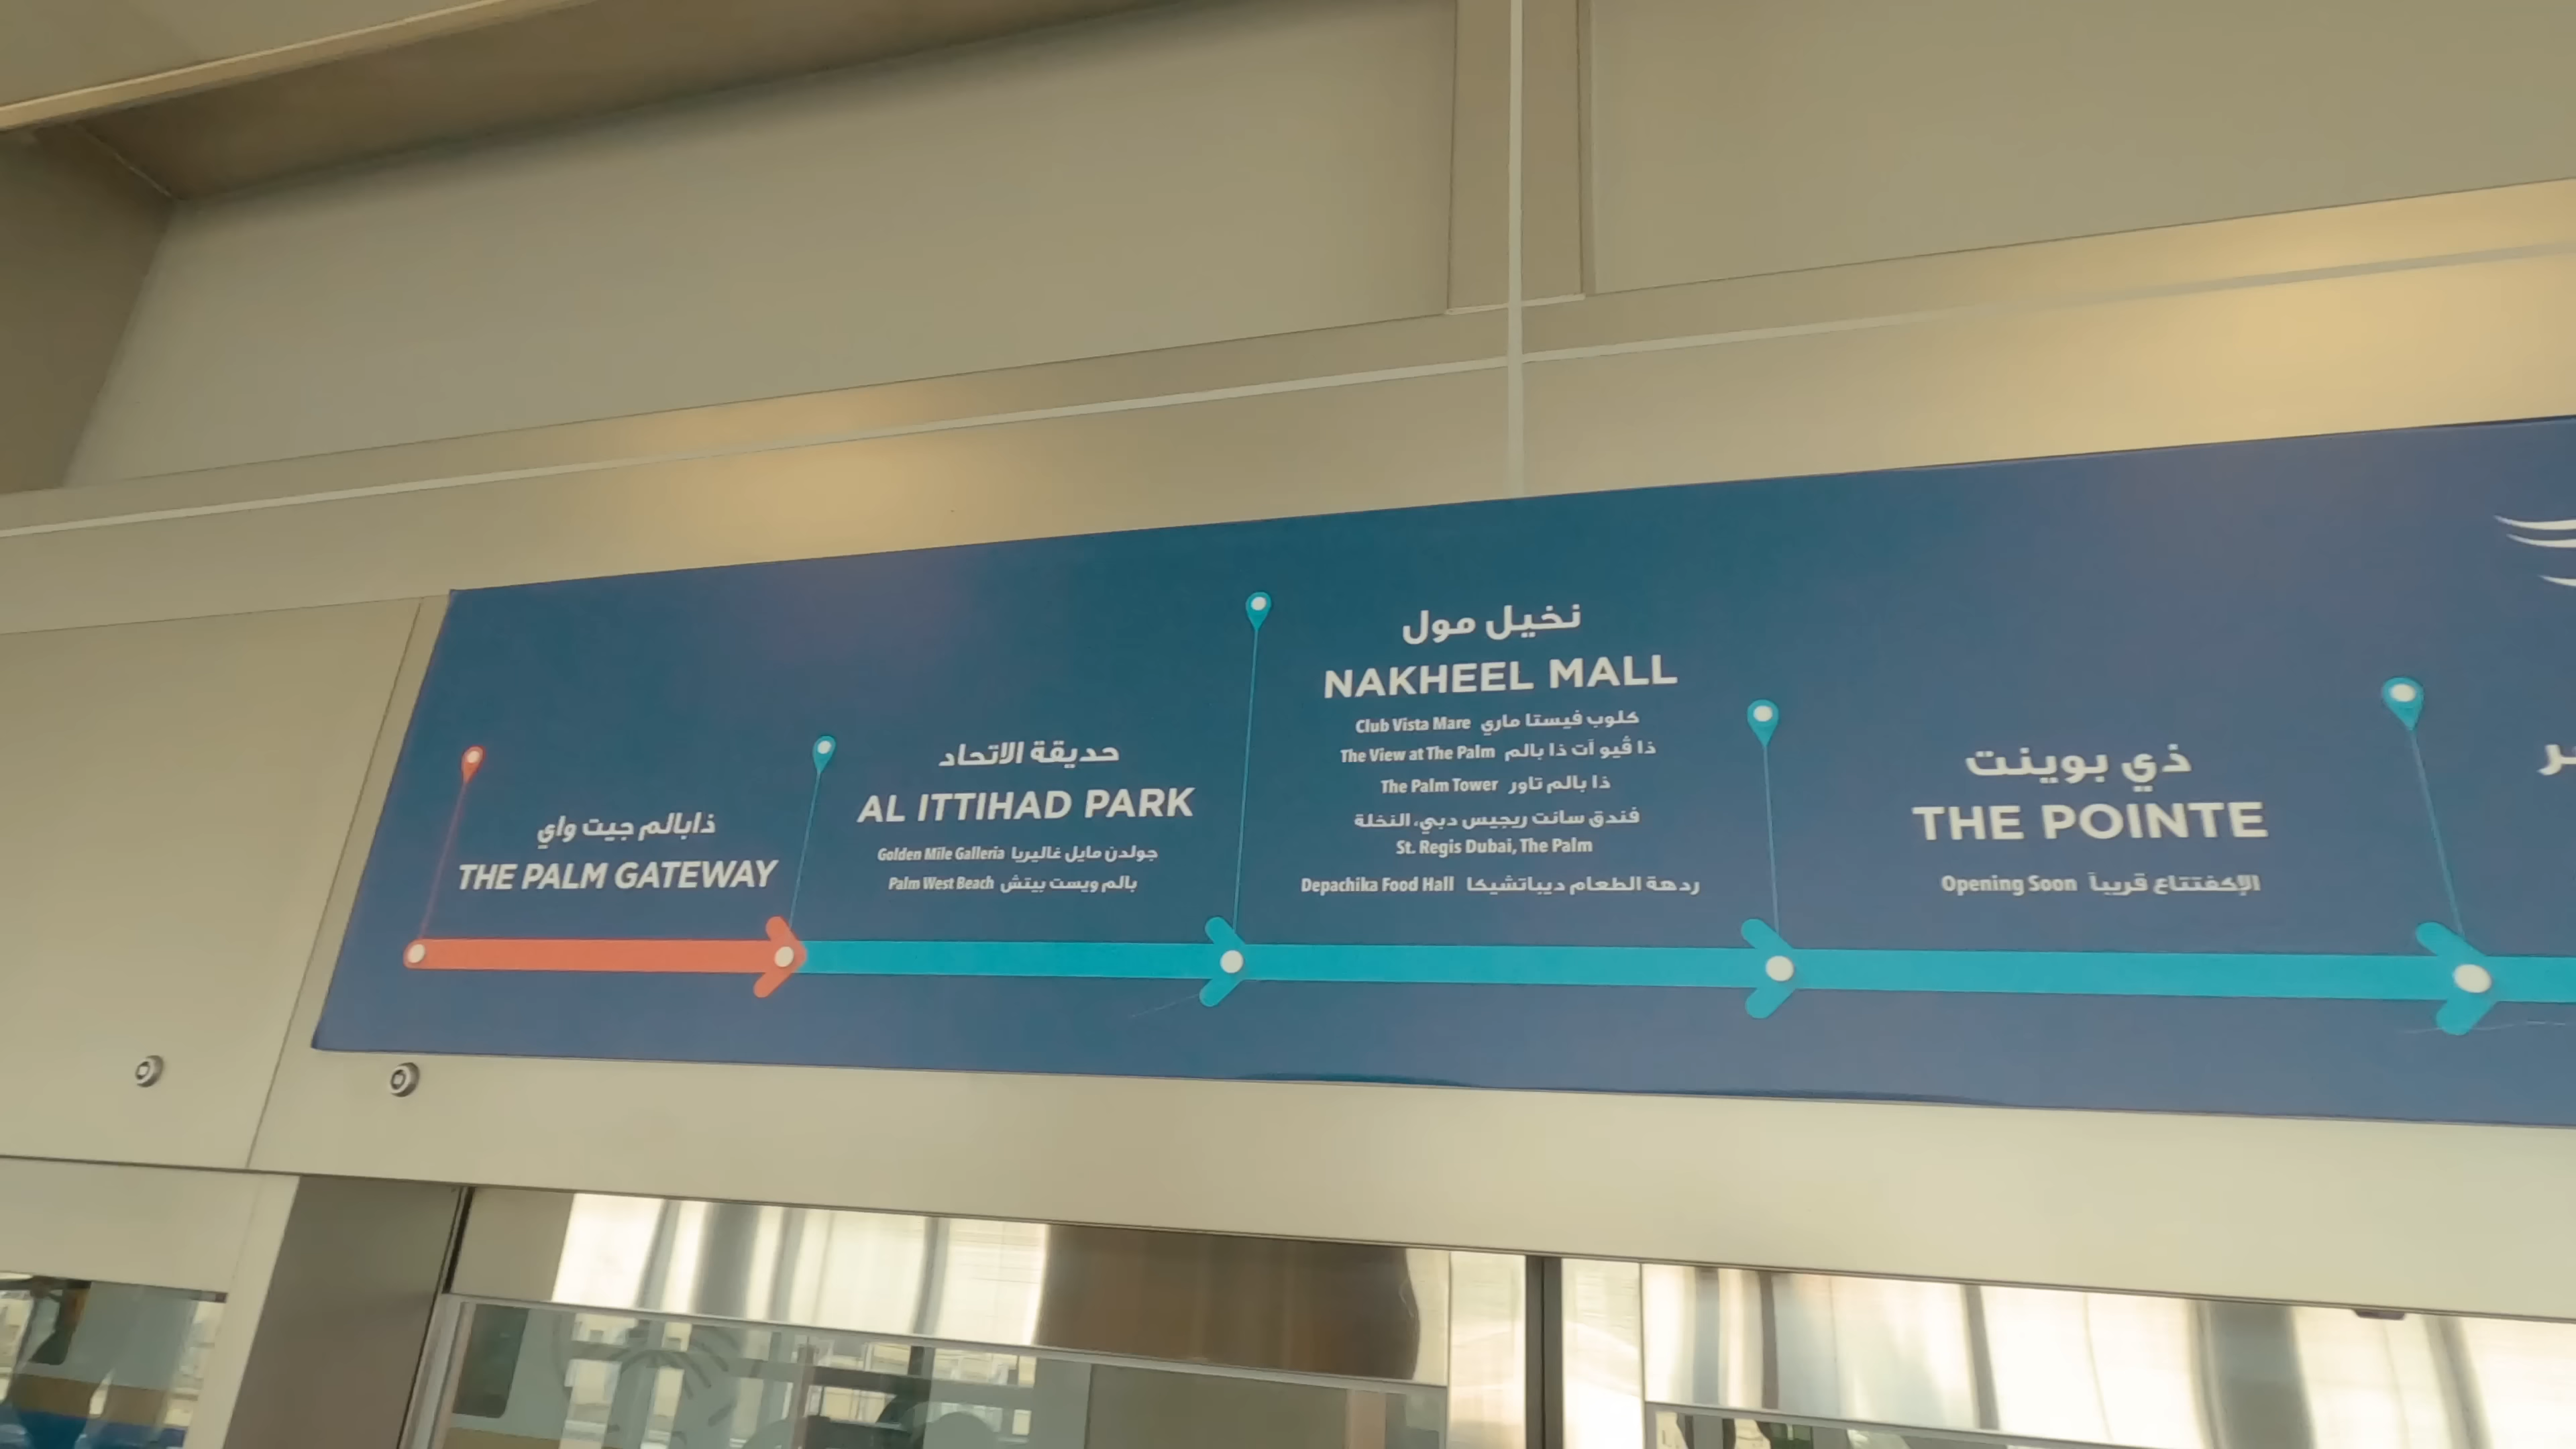 ذابالم جيت واي
THE PALM GATEWAY
حديقة الاتحاد
AL ITTIHAD PARK
Golden Mile Galleria جولدن مايل غاليريا
Palm West Beach بالم ويست بيتش
نخيل مول
NAKHEEL MALL
Club Vista Mare كلوب فيستا ماري
The View at The Palm ذا ڤيو آت ذا بالم
The Palm Tower ذا بالم تاور
فندق سانت ريجيس دبي، النخلة
St. Regis Dubai, The Palm
Depachika Food Hall ردهة الطعام ديباتشيكا
ذي بوينت
THE POINTE
Opening Soon قريباً